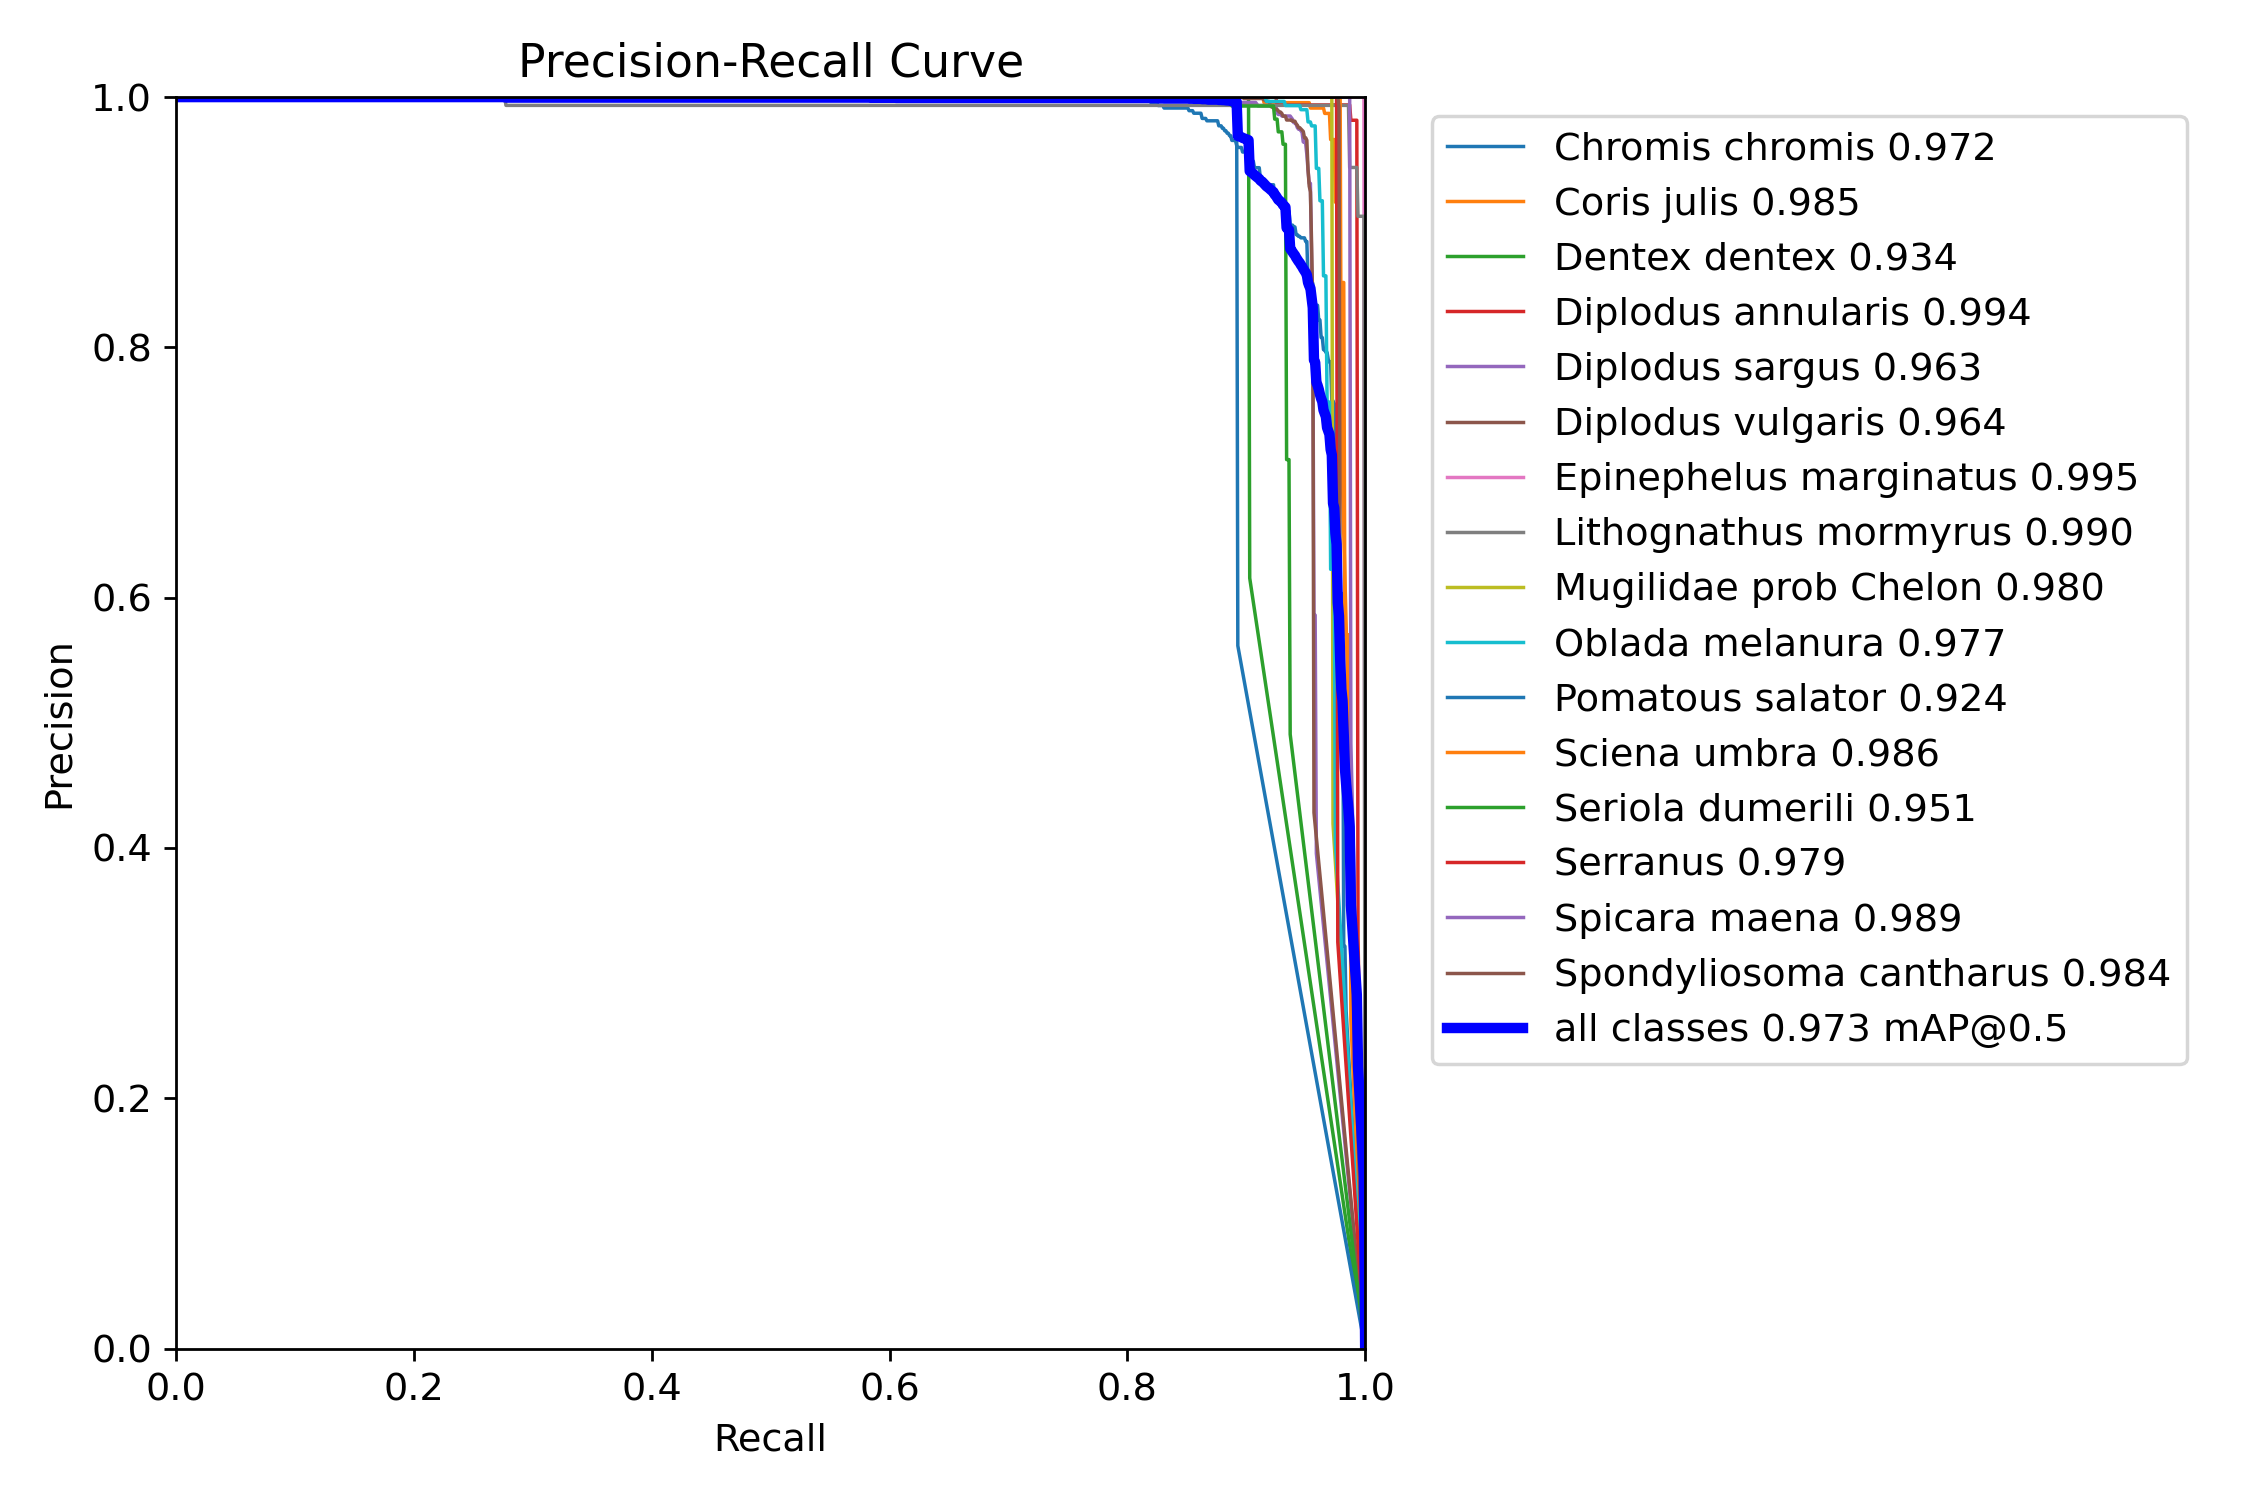 Precision-Recall Curve
1.0
0.8
0.6
0.4
0.2
0.0
Precision
0.0 0.2 0.4 0.6 0.8 1.0
Recall
Chromis chromis 0.972
Coris julis 0.985
Dentex dentex 0.934
Diplodus annularis 0.994
Diplodus sargus 0.963
Diplodus vulgaris 0.964
Epinephelus marginatus 0.995
Lithognathus mormyrus 0.990
Mugilidae prob Chelon 0.980
Oblada melanura 0.977
Pomatous salator 0.924
Sciena umbra 0.986
Seriola dumerili 0.951
Serranus 0.979
Spicara maena 0.989
Spondyliosoma cantharus 0.984
all classes 0.973 mAP@0.5